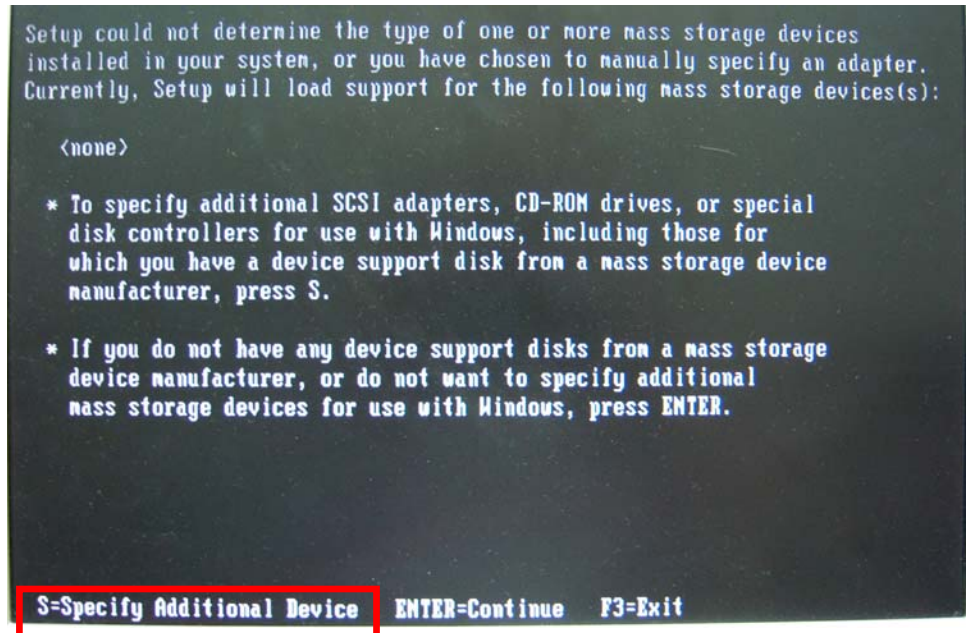 Setup could not determine the type of one or more mass storage devices
installed in your system, or you have chosen to manually specify an adapter.
Currently, Setup will load support for the following mass storage devices(s):
<none>
* To specify additional SCSI adapters, CD-ROM drives, or special
disk controllers for use with Windows, including those for
which you have a device support disk from a mass storage device
manufacturer, press S.
* If you do not have any device support disks from a mass storage
device manufacturer, or do not want to specify additional
mass storage devices for use with Windows, press ENTER.
S=Specify Additional Device ENTER=Continue F3=Exit